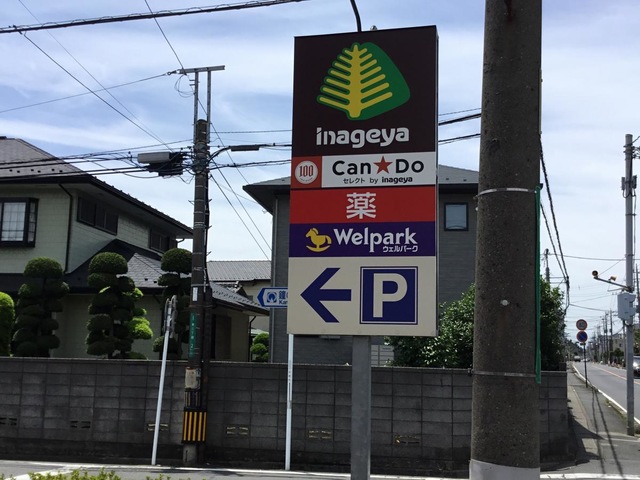 inageya
100
Can★Do
セレクト by inageya
薬
Welpark
ウェルパーク
P